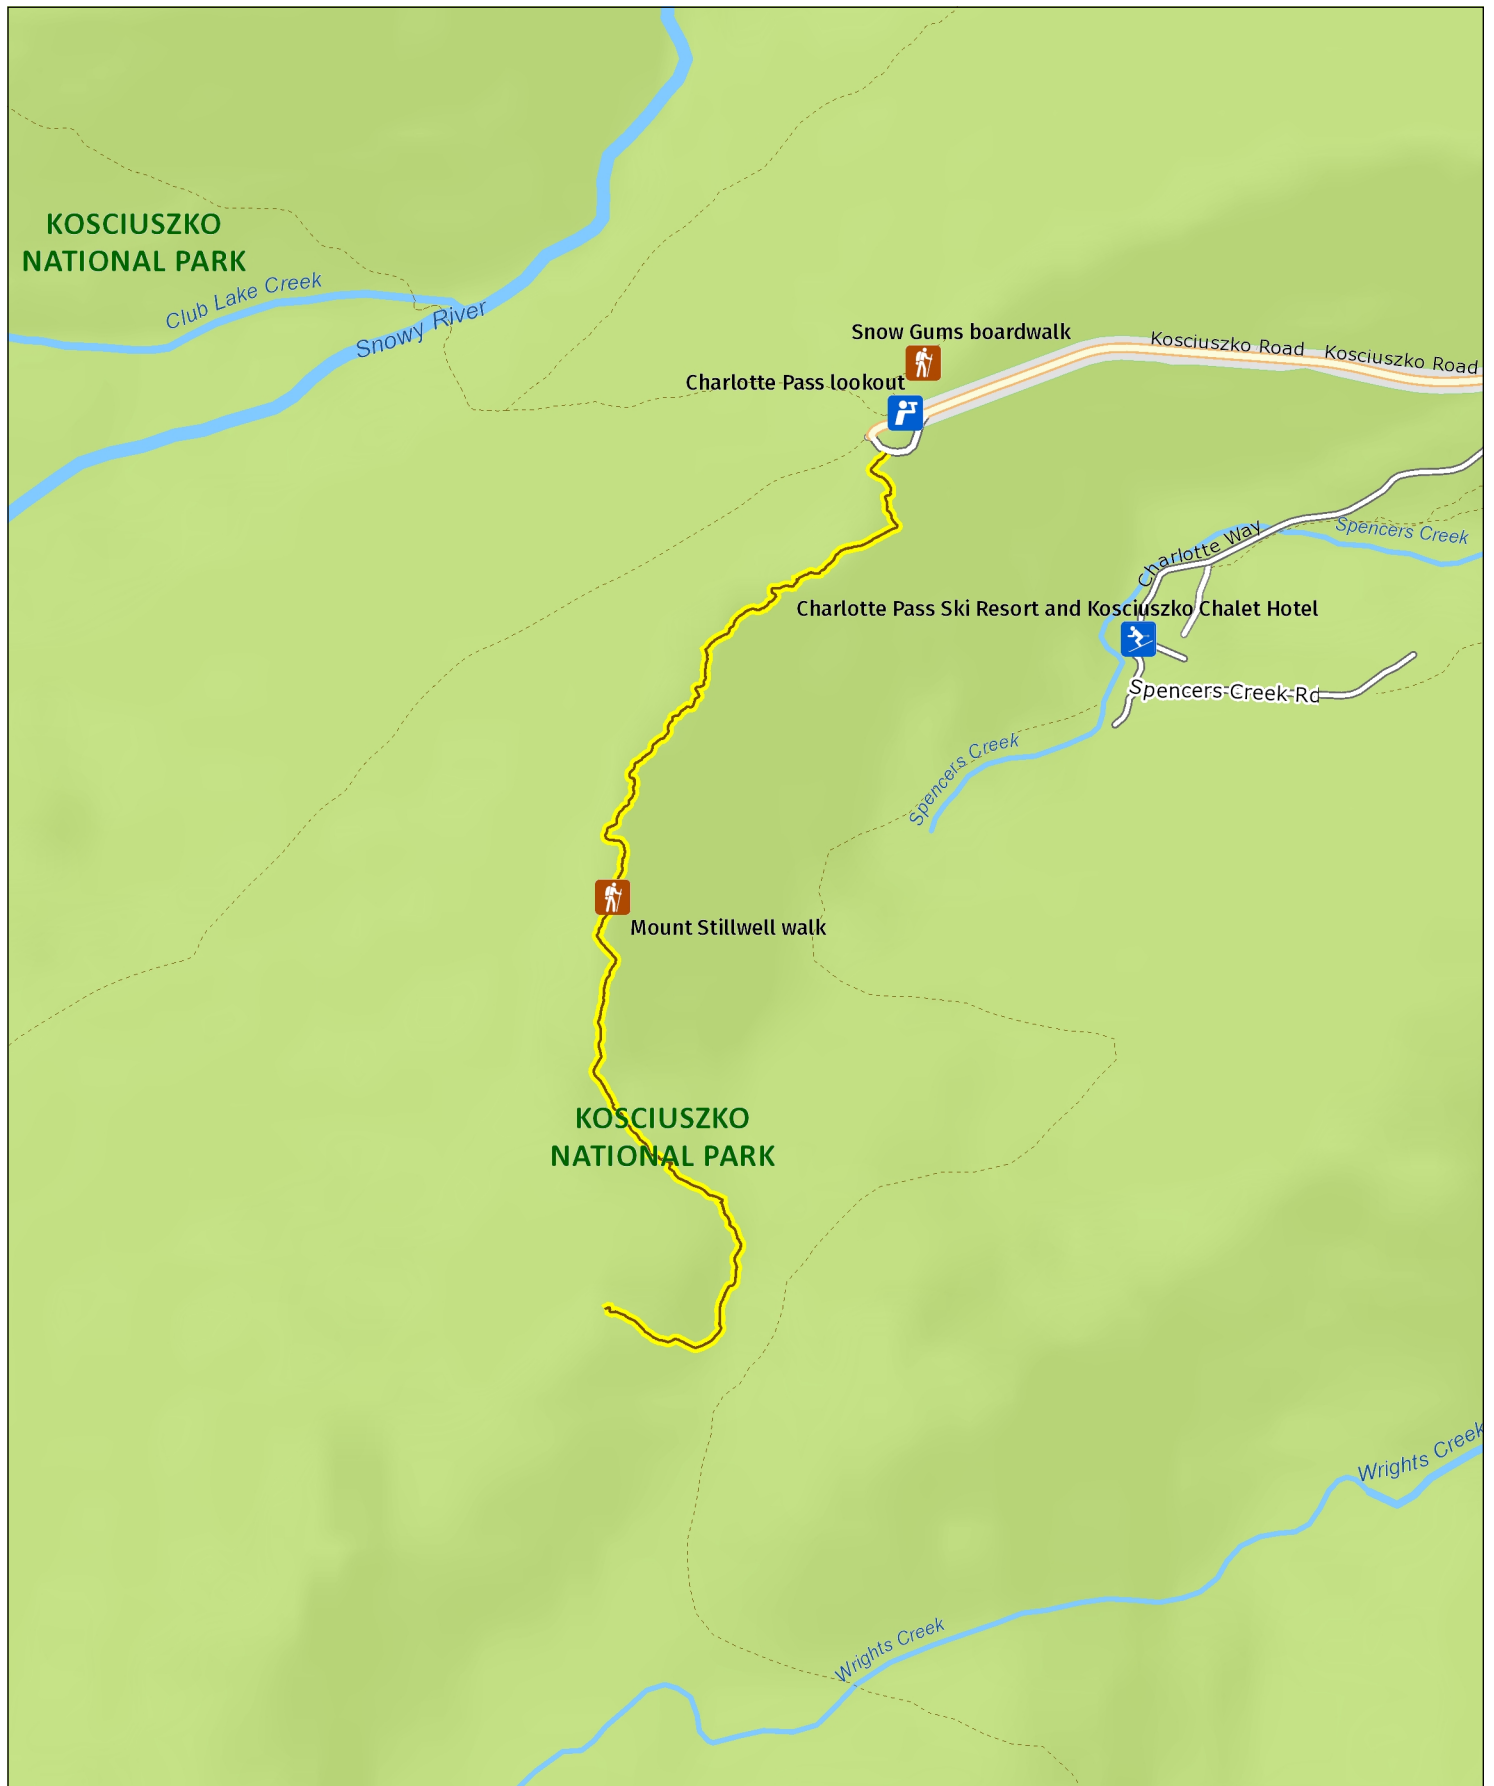 KOSCIUSZKO
NATIONAL PARK
Club Lake Creek
Snowy River
Snow Gums boardwalk
Kosciuszko Road
Kosciuszko Road
Charlotte Pass lookout
Charlotte Way
Spencers Creek
Charlotte Pass Ski Resort and Kosciuszko Chalet Hotel
Spencers Creek Rd
Spencers Creek
Mount Stillwell walk
KOSCIUSZKO
NATIONAL PARK
Wrights Creek
Wrights Creek